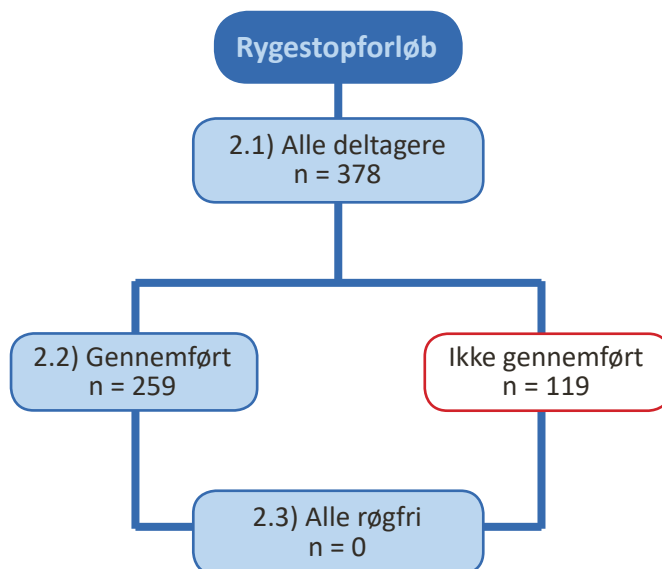 Rygestopforløb
2.1) Alle deltagere
n = 378
2.2) Gennemført
n = 259
Ikke gennemført
n = 119
2.3) Alle røgfri
n = 0